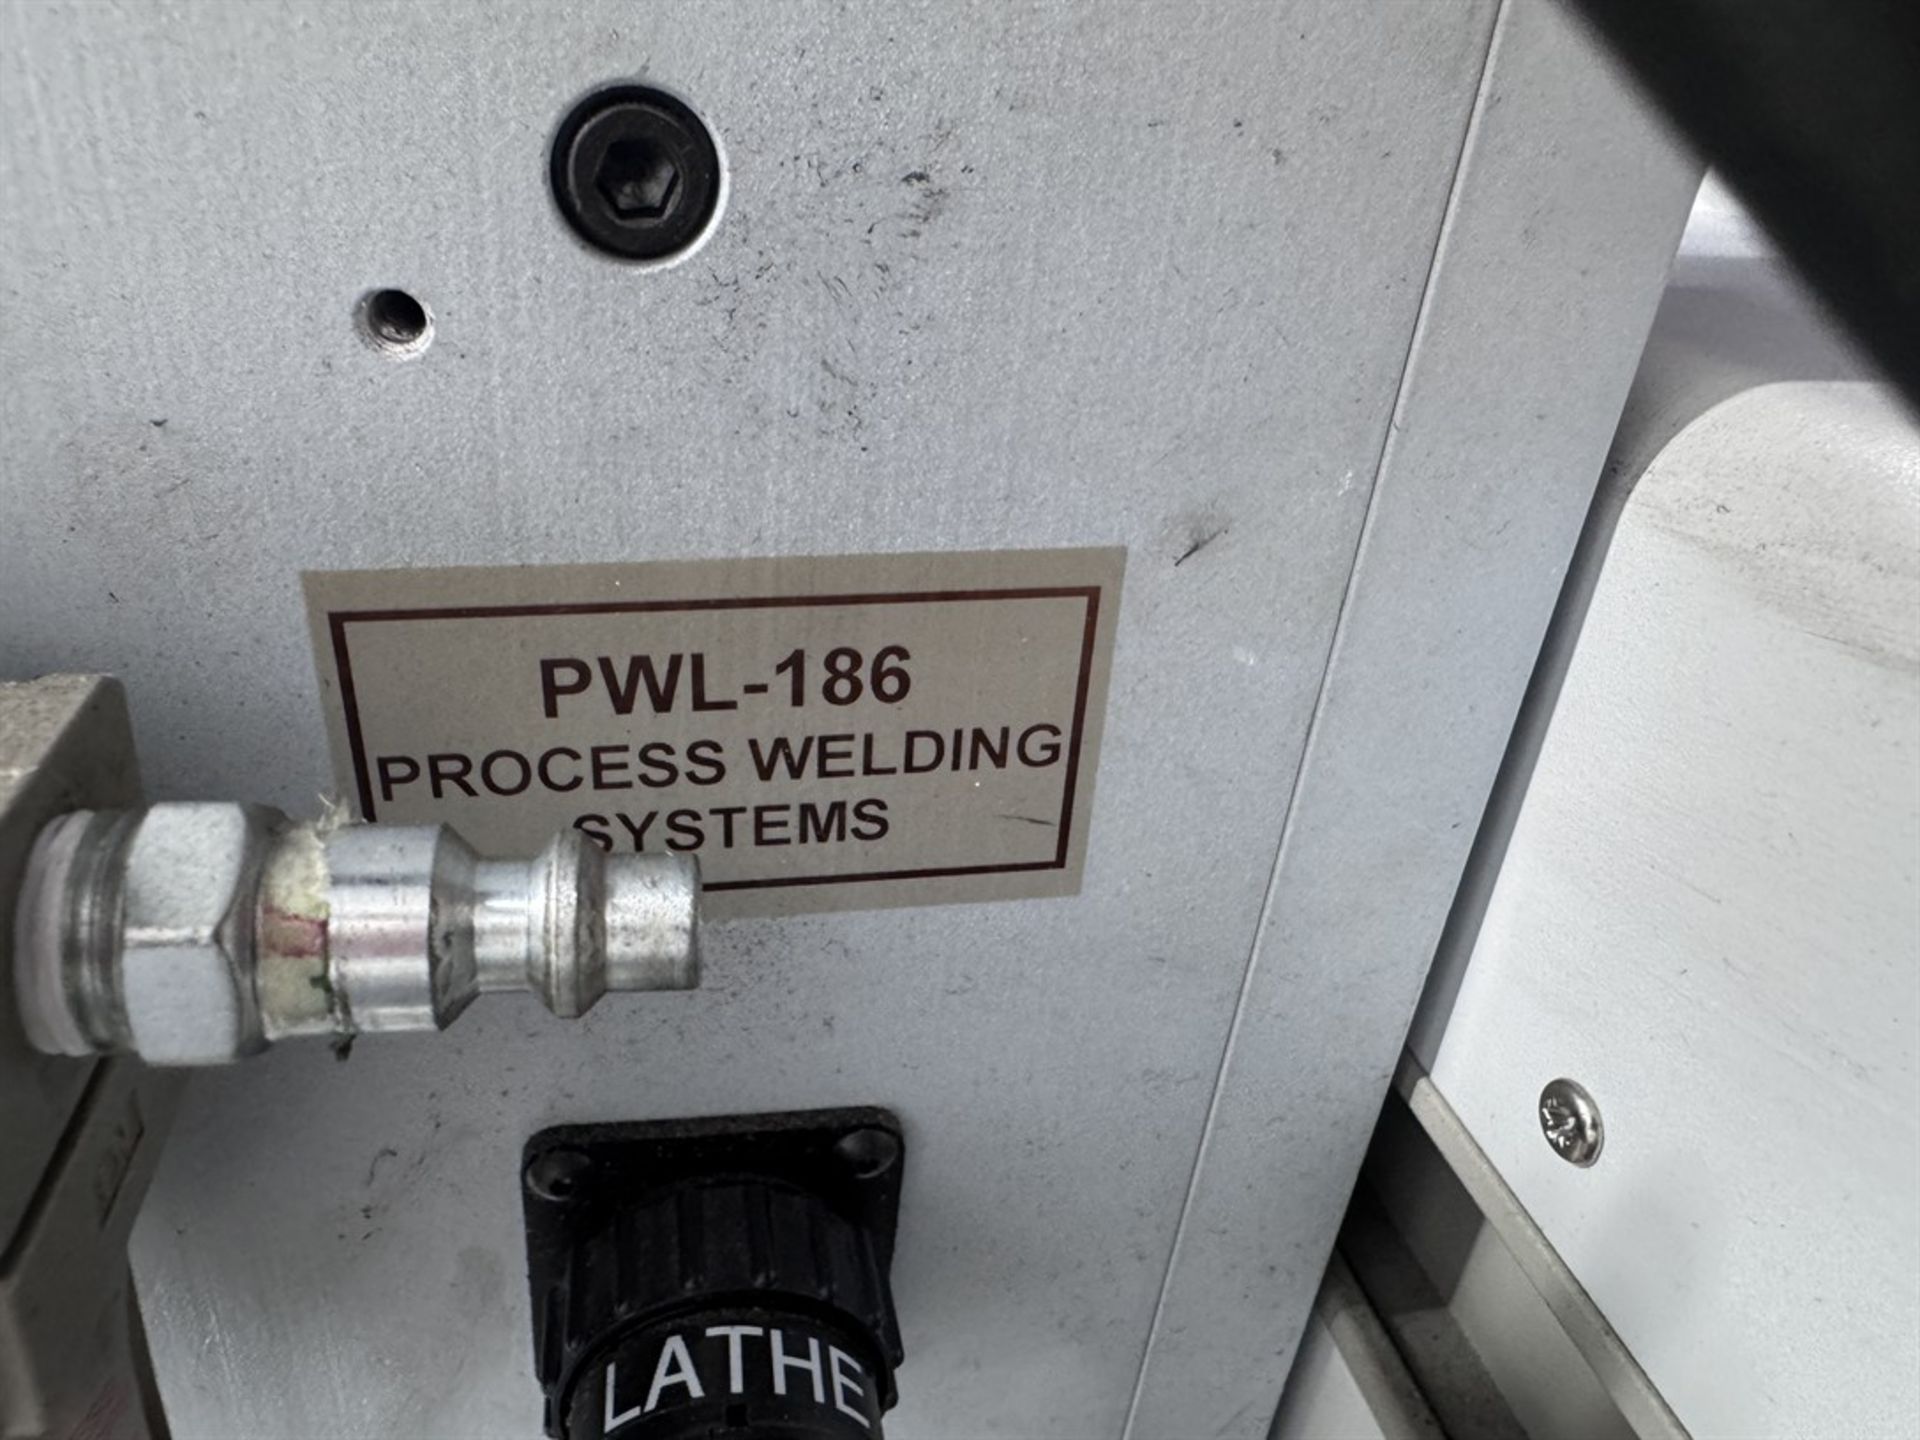 PWL-186
PROCESS WELDING
SYSTEMS
LATHE